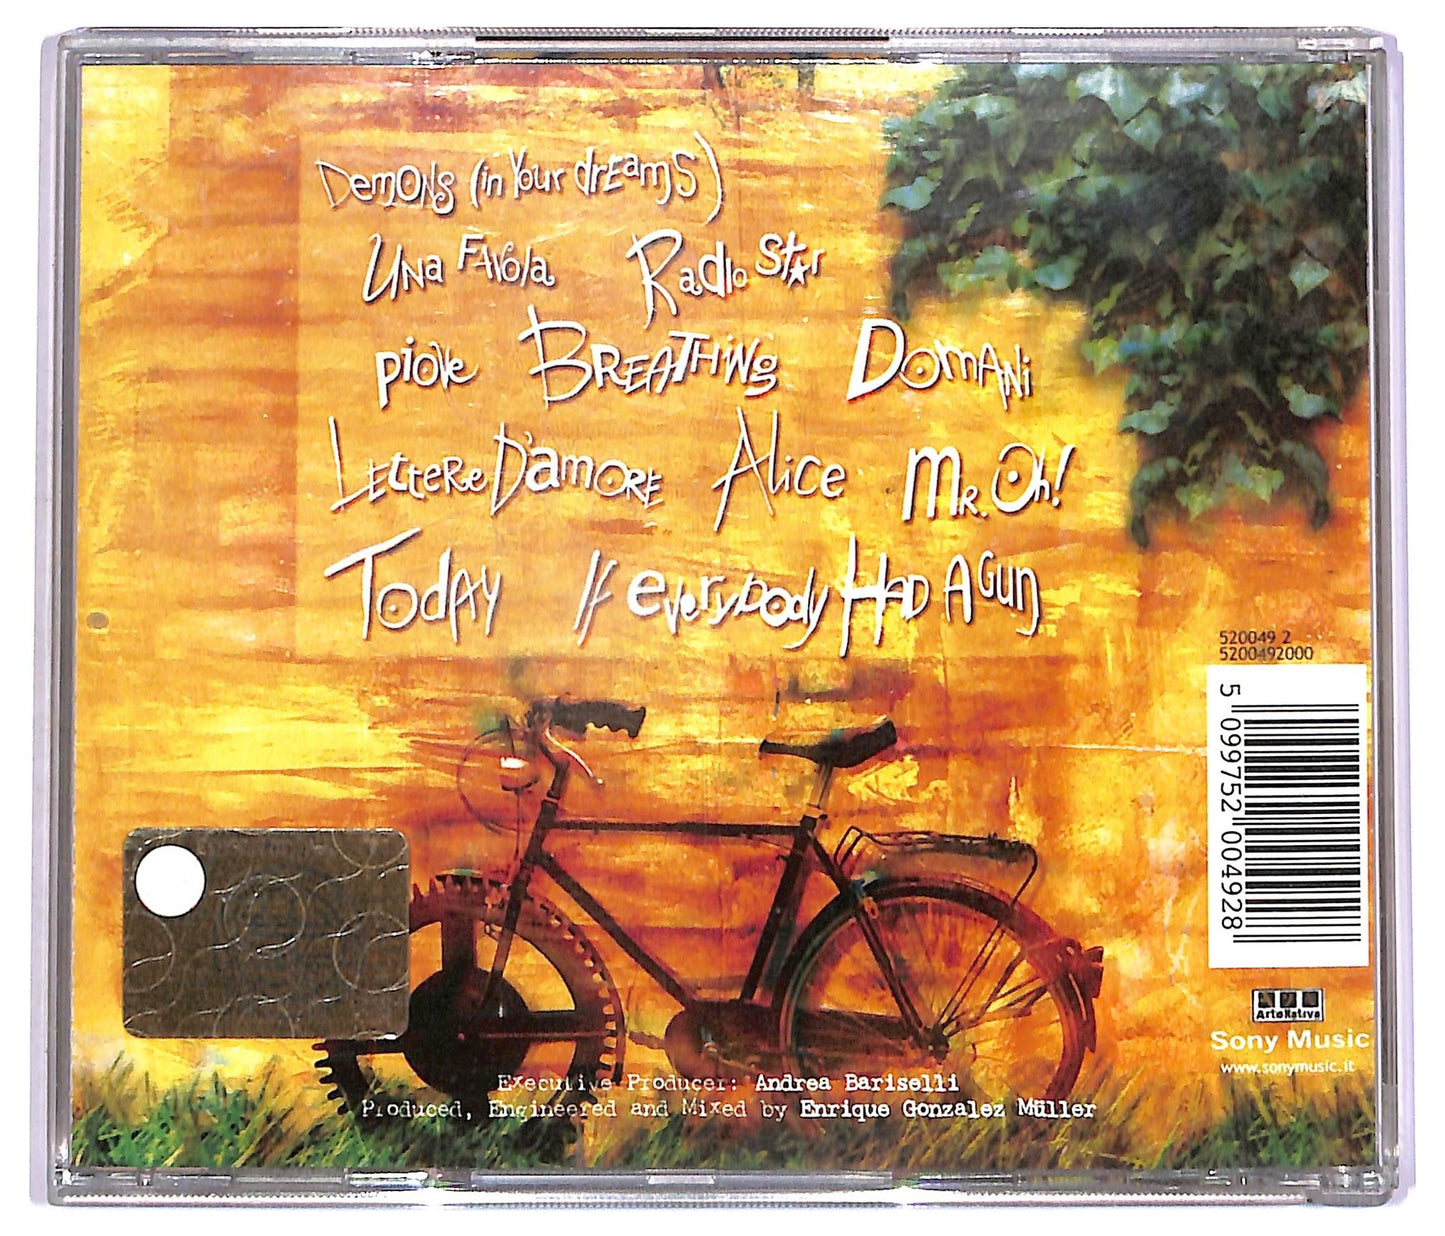 Demons (in Your dreams)
Una Favola Radio Star
piove Breathing Domani
Lettere D'amore Alice Mr. Oh!
Today If everybody Had A Gun
520049 2
5200492000
5 099752 004928
ArteNativa
Sony Music
www.sonymusic.it
Executive Producer: Andrea Bariselli
Produced, Engineered and Mixed by Enrique Gonzalez Müller